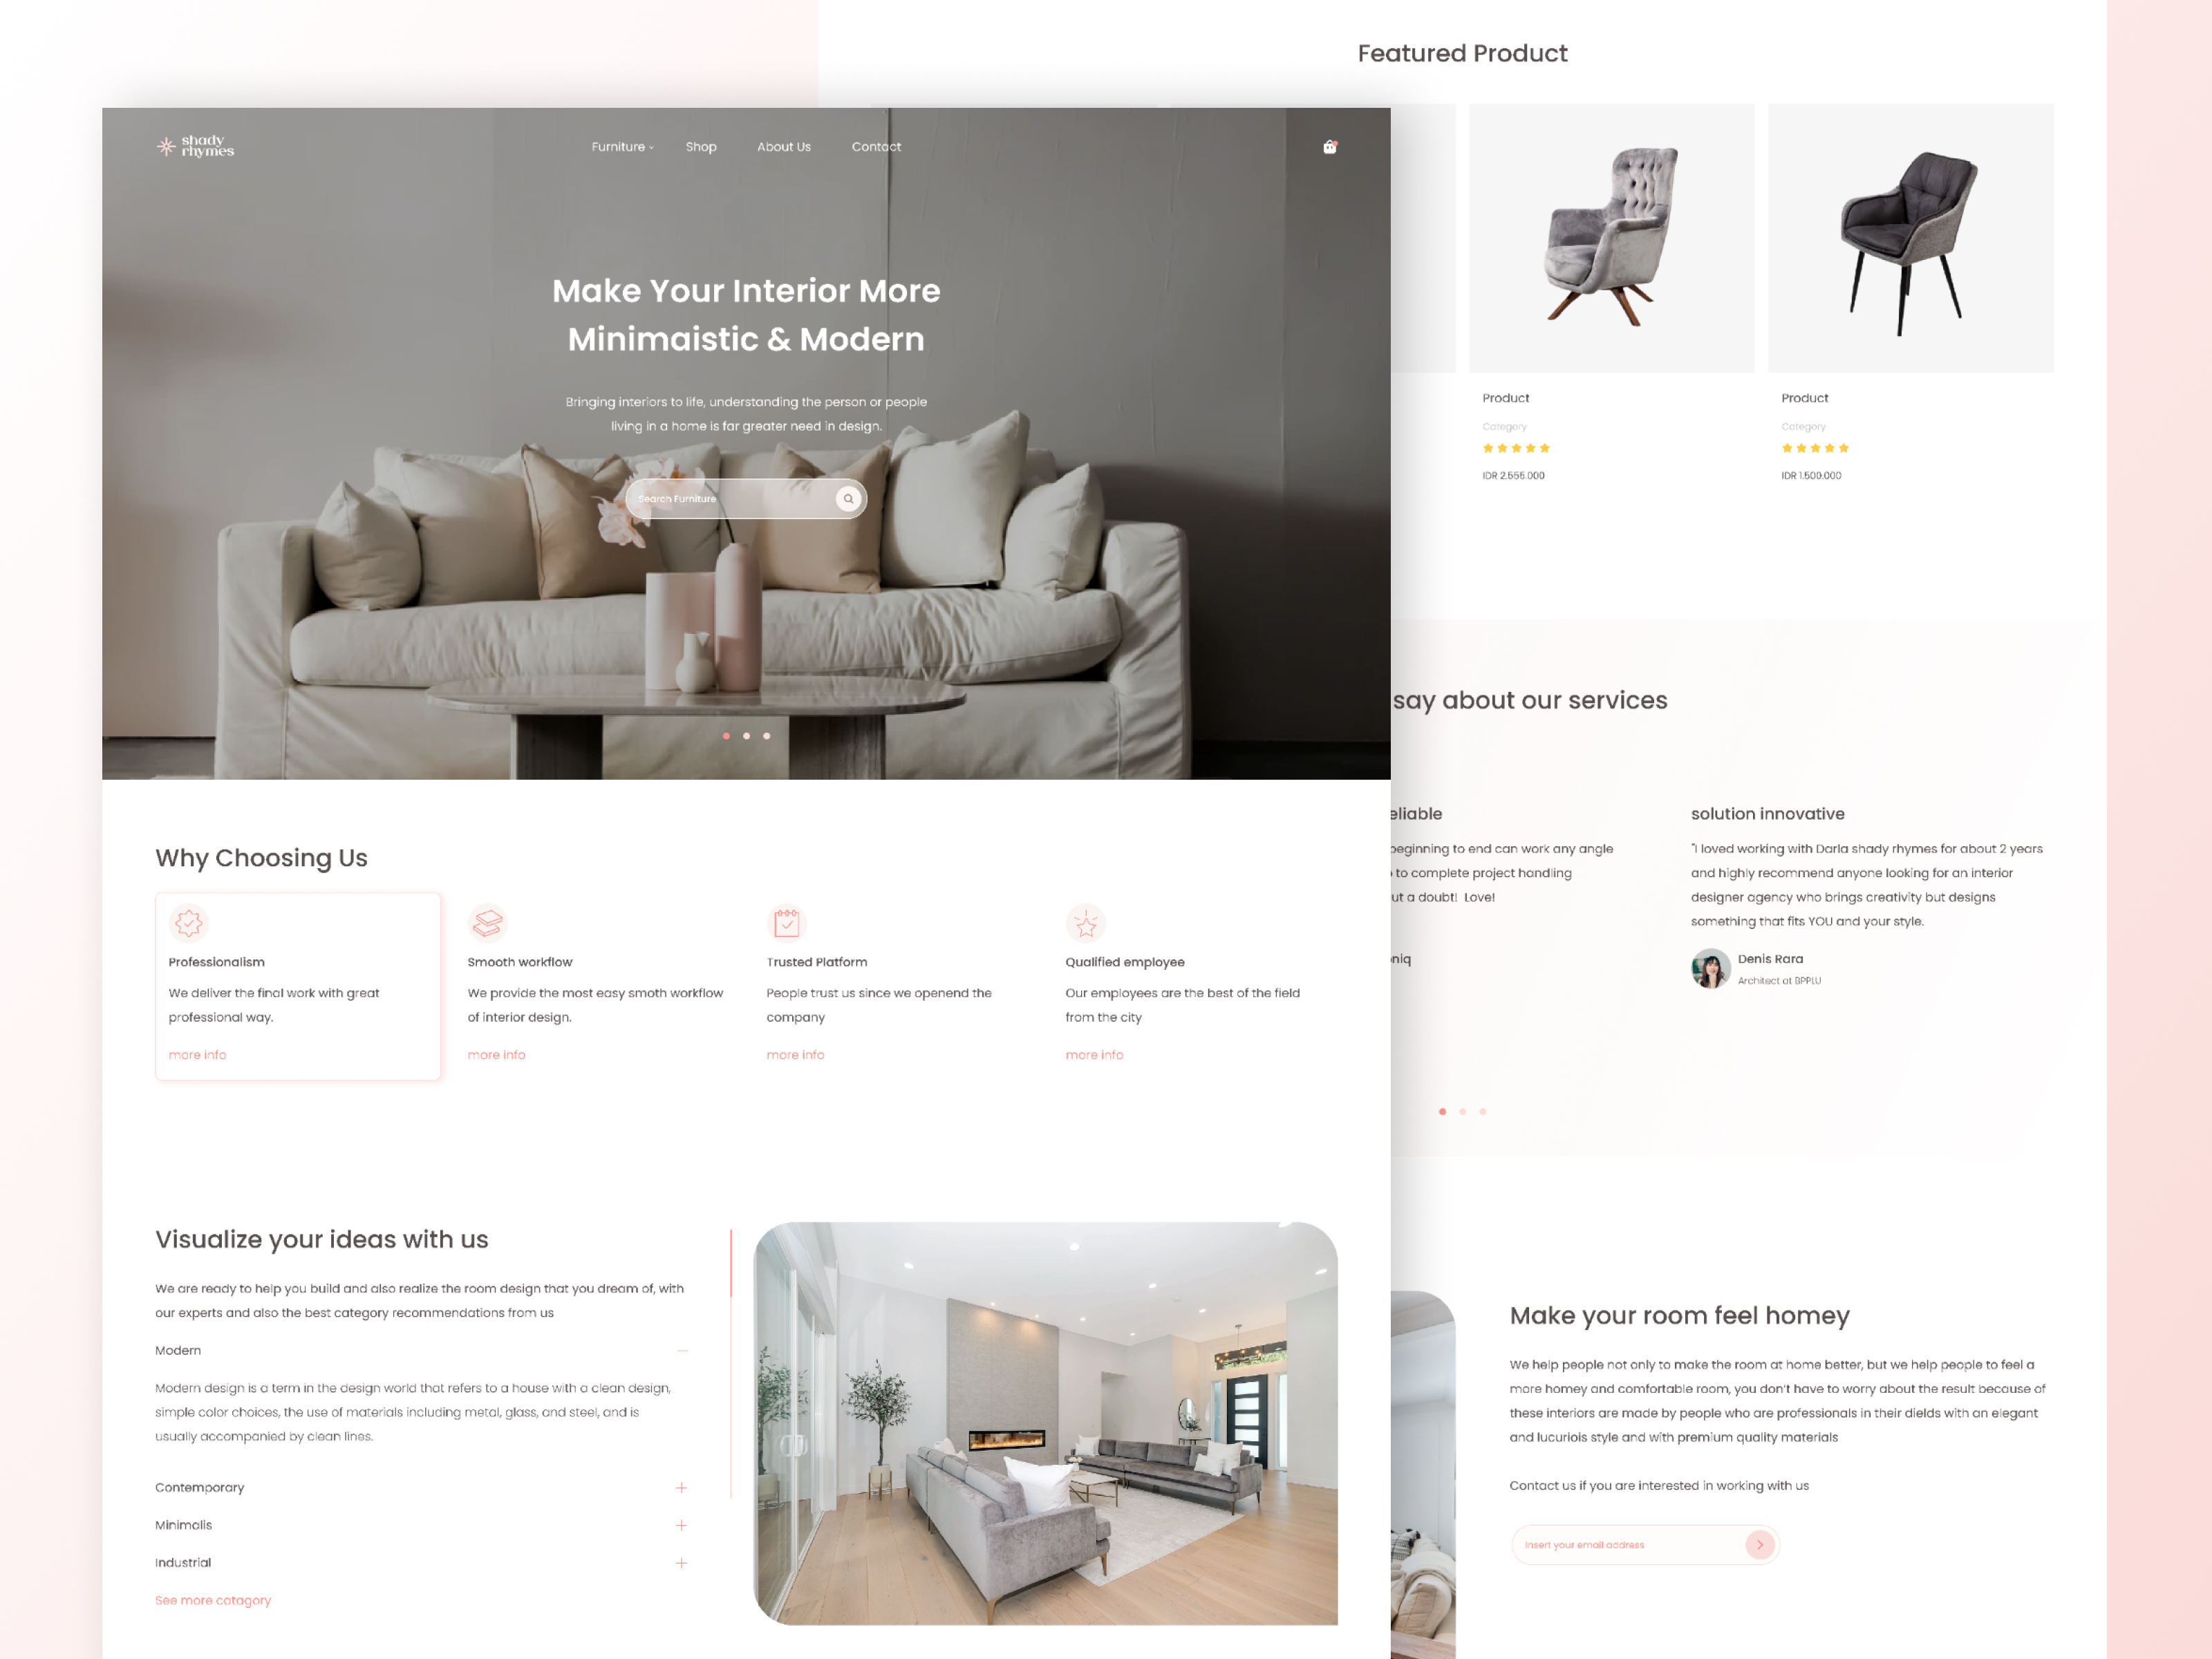 shady
rhymes
Furniture
Shop
About Us
Contact
Make Your Interior More
Minimaistic & Modern
Bringing interiors to life, understanding the person or people
living in a home is far greater need in design.
Search Furniture
Why Choosing Us
Professionalism
We deliver the final work with great
professional way.
more info
Smooth workflow
We provide the most easy smoth workflow
of interior design.
more info
Trusted Platform
People trust us since we openend the
company
more info
Qualified employee
Our employees are the best of the field
from the city
more info
Visualize your ideas with us
We are ready to help you build and also realize the room design that you dream of, with
our experts and also the best category recommendations from us
Modern
Modern design is a term in the design world that refers to a house with a clean design,
simple color choices, the use of materials including metal, glass, and steel, and is
usually accompanied by clean lines.
Contemporary
Minimalis
Industrial
See more catagory
Featured Product
Product
Category
IDR 2.555.000
Product
Category
IDR 1.500.000
say about our services
eliable
beginning to end can work any angle
to complete project handling
ut a doubt! Love!
niq
solution innovative
"I loved working with Darla shady rhymes for about 2 years
and highly recommend anyone looking for an interior
designer agency who brings creativity but designs
something that fits YOU and your style.
Denis Rara
Architect at BPPLU
Make your room feel homey
We help people not only to make the room at home better, but we help people to feel a
more homey and comfortable room, you don't have to worry about the result because of
these interiors are made by people who are professionals in their dields with an elegant
and lucuriois style and with premium quality materials
Contact us if you are interested in working with us
Insert your email address